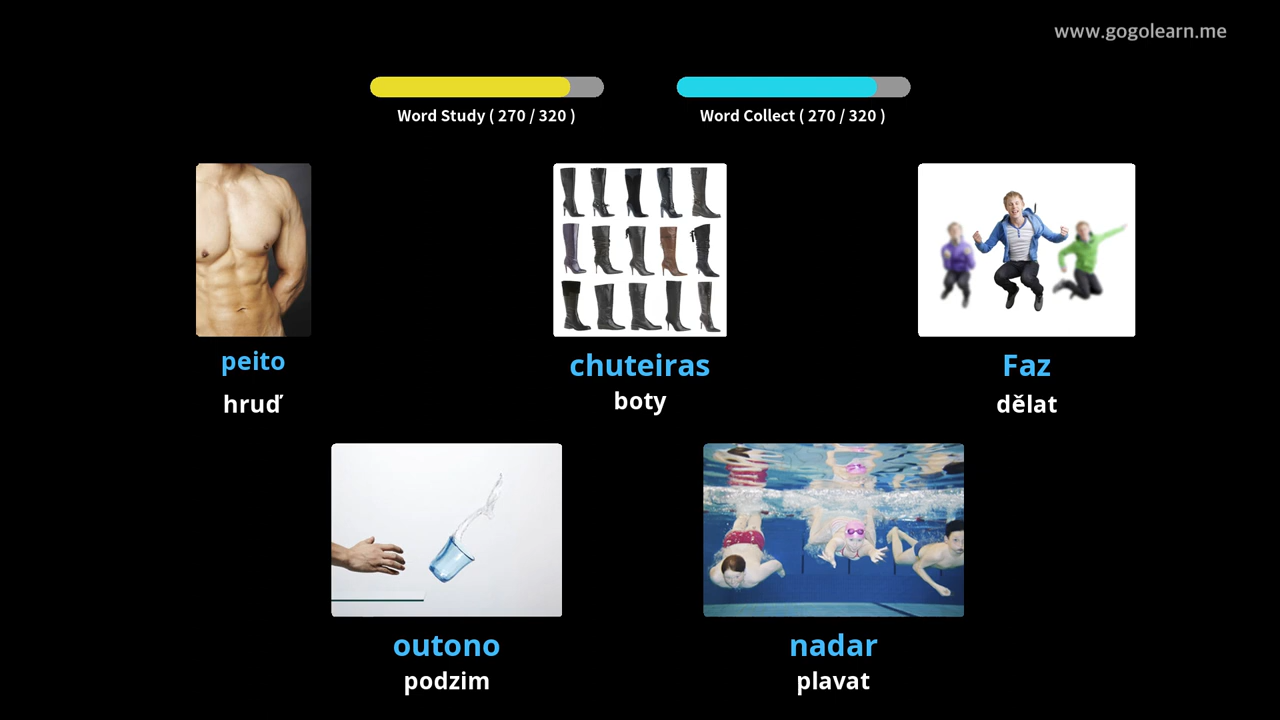 www.gogolearn.me
Word Study ( 270 / 320 )
Word Collect ( 270 / 320 )
peito
hruď
chuteiras
boty
Faz
dělat
outono
podzim
nadar
plavat